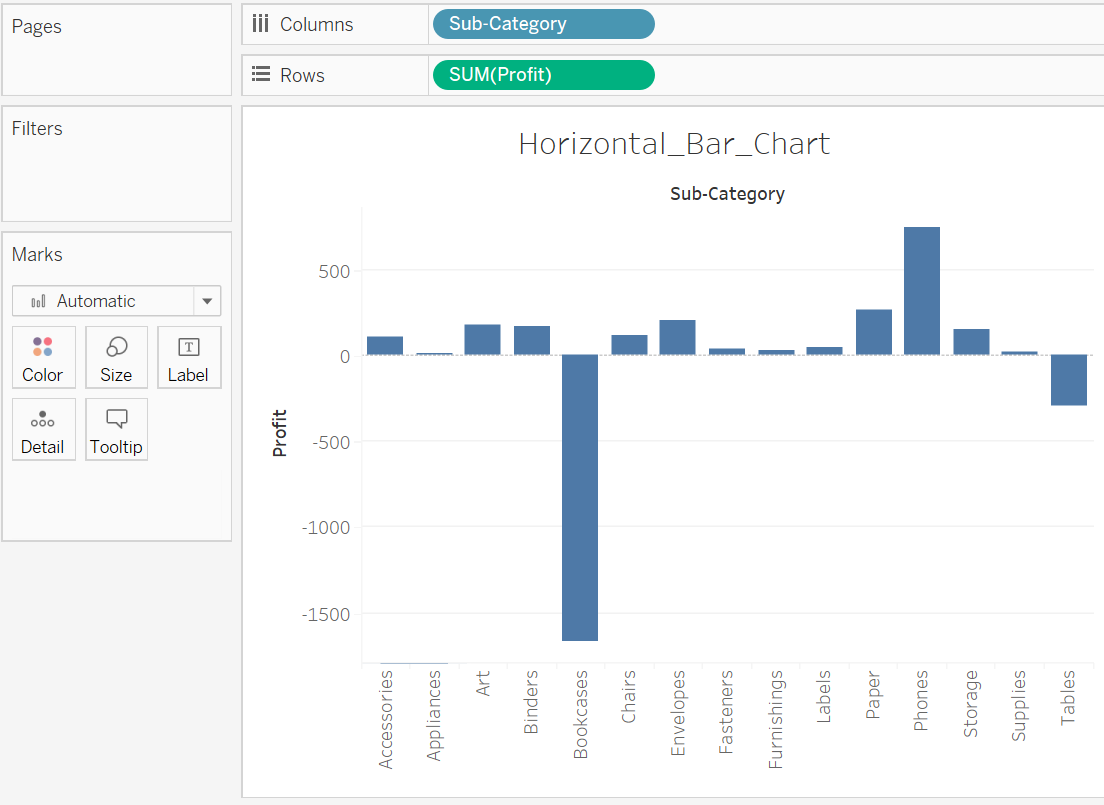 Pages
Columns
Sub-Category
Rows
SUM(Profit)
Filters
Marks
Automatic
Color
Size
Label
Detail
Tooltip
Horizontal_Bar_Chart
Sub-Category
Profit
500
0
-500
-1000
-1500
Accessories
Appliances
Art
Binders
Bookcases
Chairs
Envelopes
Fasteners
Furnishings
Labels
Paper
Phones
Storage
Supplies
Tables